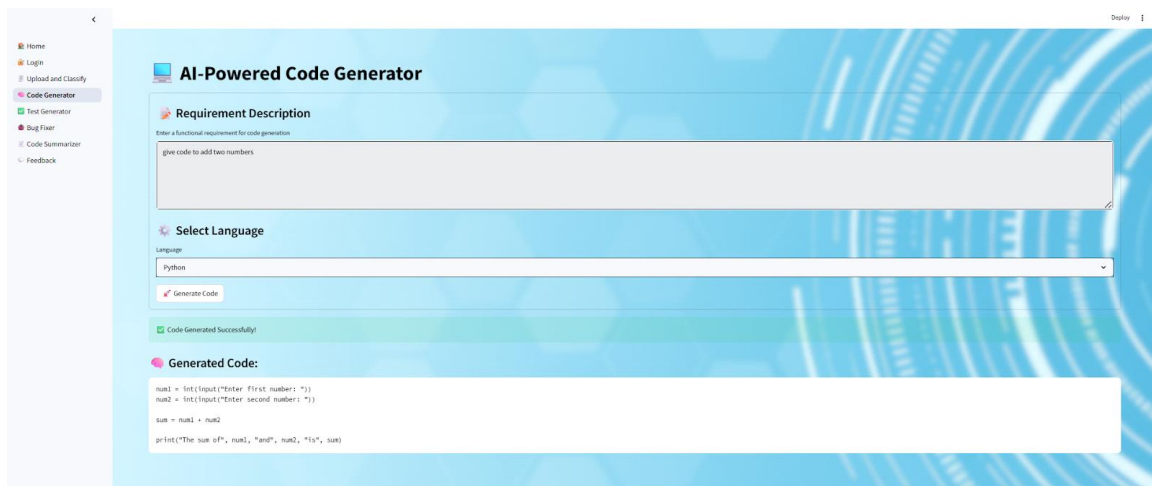 Deploy
Home
Login
Upload and Classify
Code Generator
Test Generator
Bug Fixer
Code Summarizer
Feedback
AI-Powered Code Generator
Requirement Description
Enter a functional requirement for code generation
give code to add two numbers
Select Language
Language
Python
Generate Code
Code Generated Successfully!
Generated Code:
num1 = int(input("Enter first number: "))
num2 = int(input("Enter second number: "))
sum = num1 + num2
print("The sum of", num1, "and", num2, "is", sum)